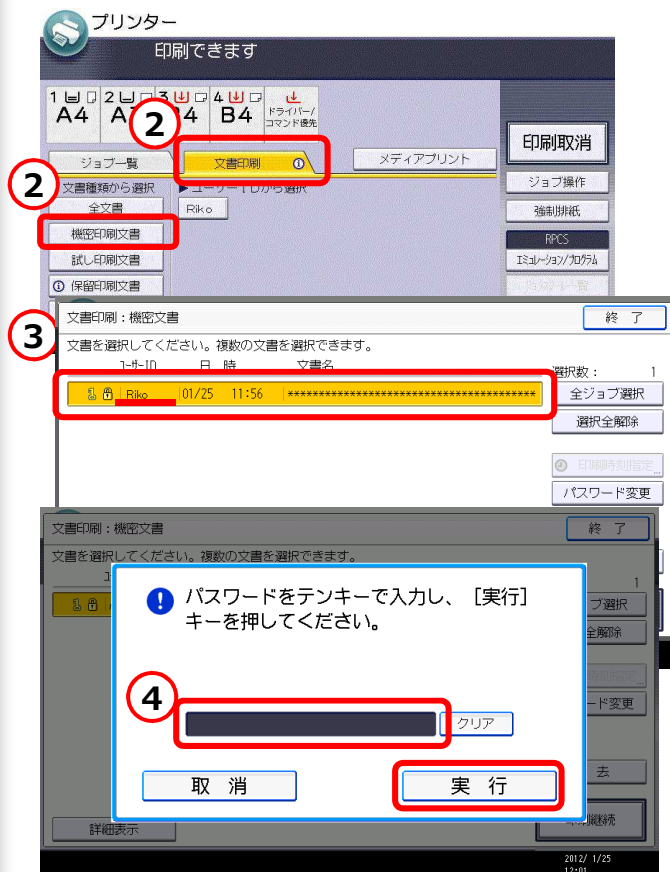 プリンター
印刷できます
1 2 3 4
A4 A B4 B4 ドライバー/
コマンド優先
2
印刷取消
ジョブ一覧 文書印刷 メディアプリント
2
文書種類から選択 ▶ユーザーIDから選択
ジョブ操作
全文書 Riko
強制排紙
機密印刷文書
RPCS
試し印刷文書
エミュレーション/プログラム
保留印刷文書
3
文書印刷:機密文書 終 了
文書を選択してください。複数の文書を選択できます。
ユーザーID 日 時 文書名
選択数: 1
Riko 01/25 11:56 ****************************************
全ジョブ選択
選択全解除
印刷時刻指定
パスワード変更
文書印刷:機密文書 終 了
文書を選択してください。複数の文書を選択できます。
1
ブ選択
全解除
パスワードをテンキーで入力し、[実行]
キーを押してください。
4
ード変更
クリア
去
取 消 実 行
詳細表示
印刷継続
2012/ 1/25
12:01